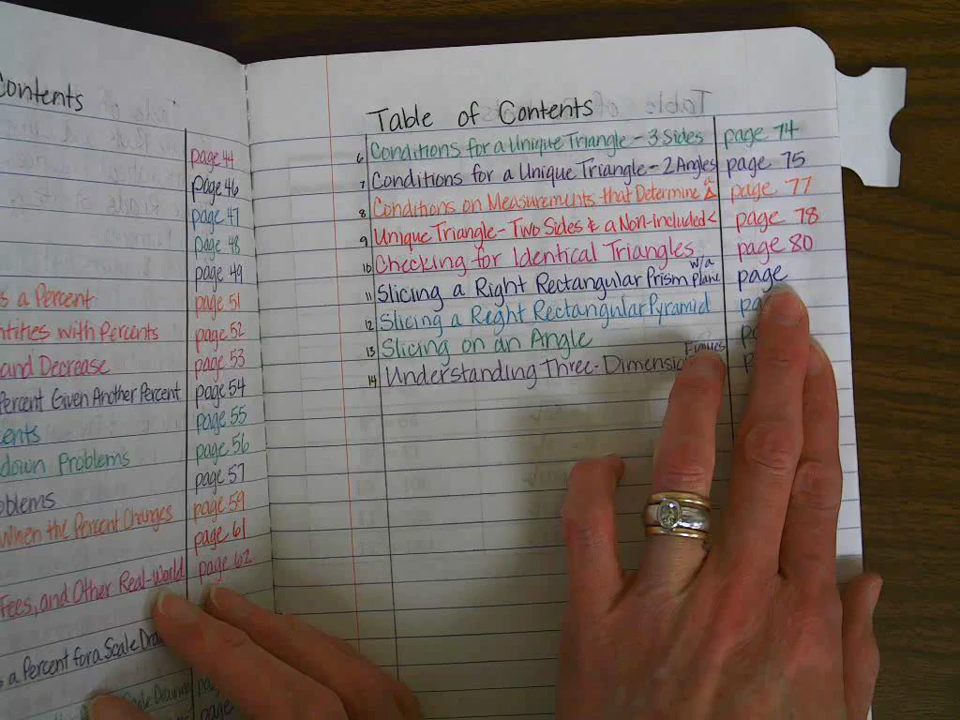 Contents
page 44
page 46
page 47
page 48
page 49
s a Percent page 51
ntities with Percents page 52
and Decrease page 53
Percent Given Another Percent page 54
cents page 55
down Problems page 56
oblems page 57
page 59
When the Percent Changes page 61
Fees, and Other Real-World page 62
a Percent for a Scale
Table of Contents
6 Conditions for a Unique Triangle - 3 Sides page 74
7 Conditions for a Unique Triangle - 2 Angles page 75
8 Conditions on Measurements that Determine a △ page 77
9 Unique Triangle - Two Sides & a Non-Included < page 78
10 Checking for Identical Triangles page 80
11 Slicing a Right Rectangular Prism w/a Plane page
12 Slicing a Right Rectangular Pyramid
13 Slicing on an Angle
14 Understanding Three-Dimensio Figures